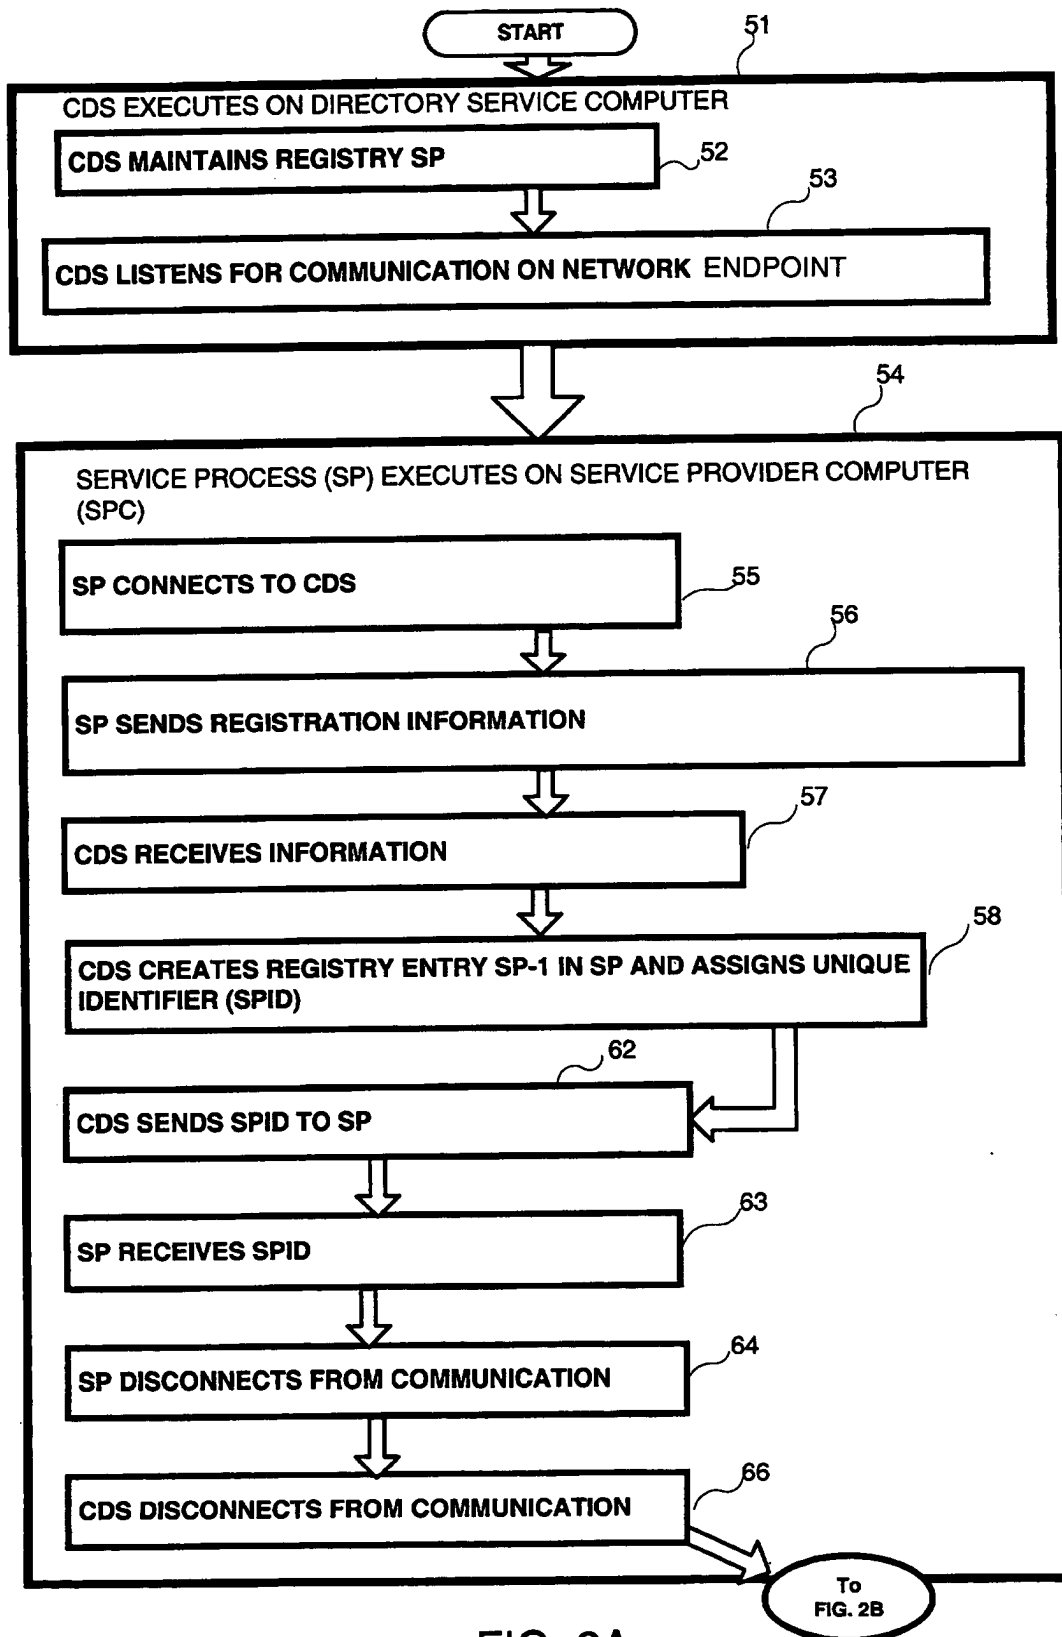 START
51
CDS EXECUTES ON DIRECTORY SERVICE COMPUTER
CDS MAINTAINS REGISTRY SP
52
53
CDS LISTENS FOR COMMUNICATION ON NETWORK ENDPOINT
54
SERVICE PROCESS (SP) EXECUTES ON SERVICE PROVIDER COMPUTER
(SPC)
SP CONNECTS TO CDS
55
56
SP SENDS REGISTRATION INFORMATION
57
CDS RECEIVES INFORMATION
58
CDS CREATES REGISTRY ENTRY SP-1 IN SP AND ASSIGNS UNIQUE
IDENTIFIER (SPID)
62
CDS SENDS SPID TO SP
63
SP RECEIVES SPID
64
SP DISCONNECTS FROM COMMUNICATION
66
CDS DISCONNECTS FROM COMMUNICATION
To
FIG. 2B
FIG. 2A